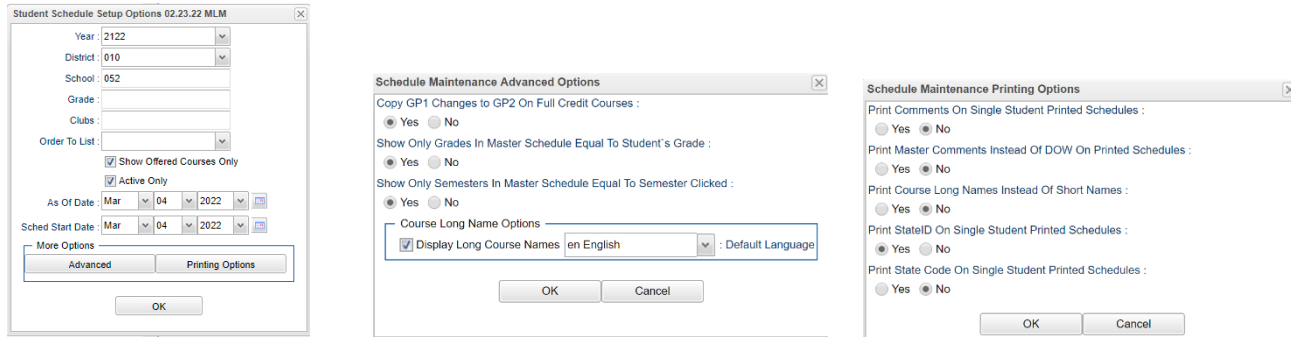 Student Schedule Setup Options 02.23.22 MLM
Year : 2122
District : 010
School : 052
Grade :
Clubs :
Order To List :
Show Offered Courses Only
Active Only
As Of Date : Mar 04 2022
Sched Start Date : Mar 04 2022
More Options
Advanced Printing Options
OK
Schedule Maintenance Advanced Options
Copy GP1 Changes to GP2 On Full Credit Courses :
Yes No
Show Only Grades In Master Schedule Equal To Student`s Grade :
Yes No
Show Only Semesters In Master Schedule Equal To Semester Clicked :
Yes No
Course Long Name Options
Display Long Course Names en English : Default Language
OK Cancel
Schedule Maintenance Printing Options
Print Comments On Single Student Printed Schedules :
Yes No
Print Master Comments Instead Of DOW On Printed Schedules :
Yes No
Print Course Long Names Instead Of Short Names :
Yes No
Print StateID On Single Student Printed Schedules :
Yes No
Print State Code On Single Student Printed Schedules :
Yes No
OK Cancel